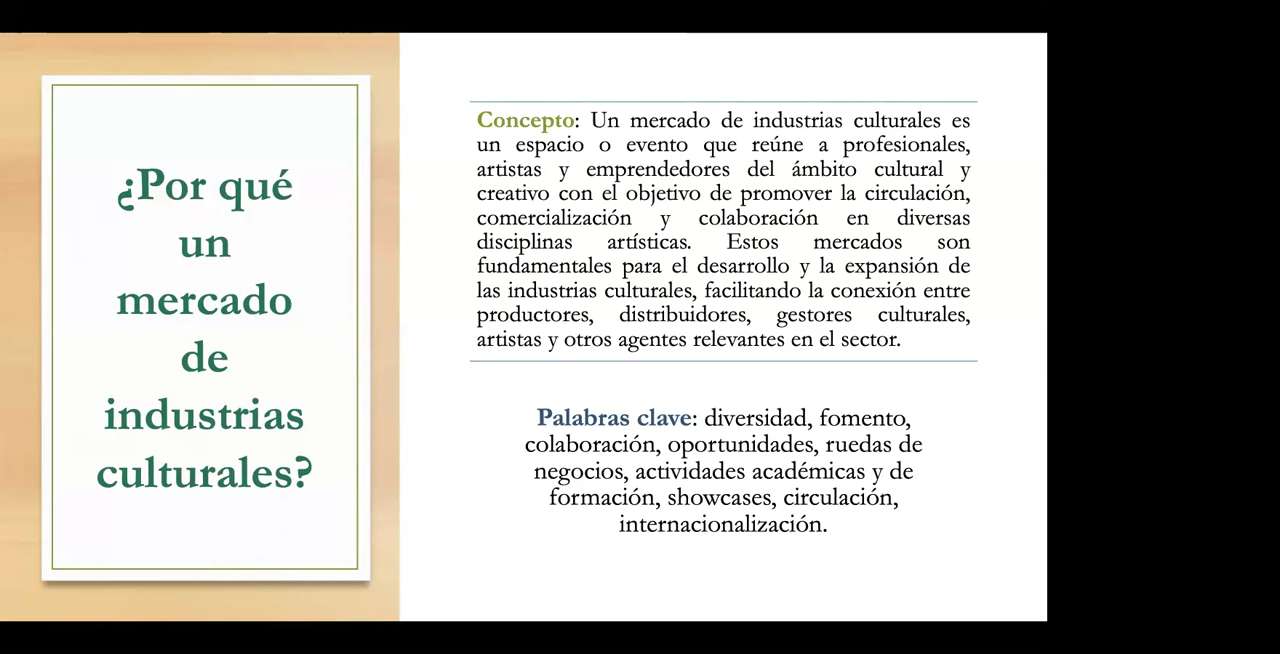 ¿Por qué
un
mercado
de
industrias
culturales?
Concepto: Un mercado de industrias culturales es
un espacio o evento que reúne a profesionales,
artistas y emprendedores del ámbito cultural y
creativo con el objetivo de promover la circulación,
comercialización y colaboración en diversas
disciplinas artísticas. Estos mercados son
fundamentales para el desarrollo y la expansión de
las industrias culturales, facilitando la conexión entre
productores, distribuidores, gestores culturales,
artistas y otros agentes relevantes en el sector.
Palabras clave: diversidad, fomento,
colaboración, oportunidades, ruedas de
negocios, actividades académicas y de
formación, showcases, circulación,
internacionalización.